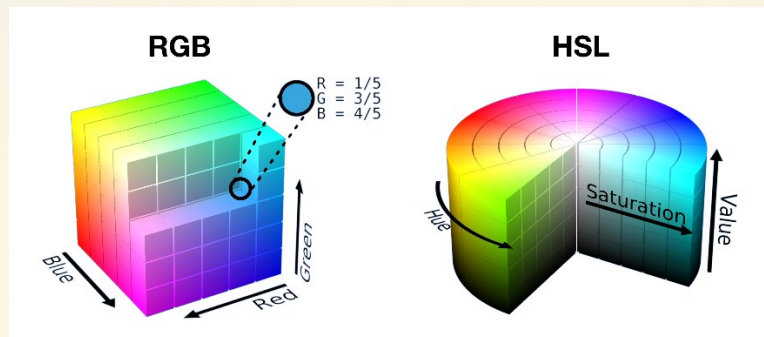 RGB
R = 1/5
G = 3/5
B = 4/5
Blue
Red
Green
HSL
Hue
Saturation
Value